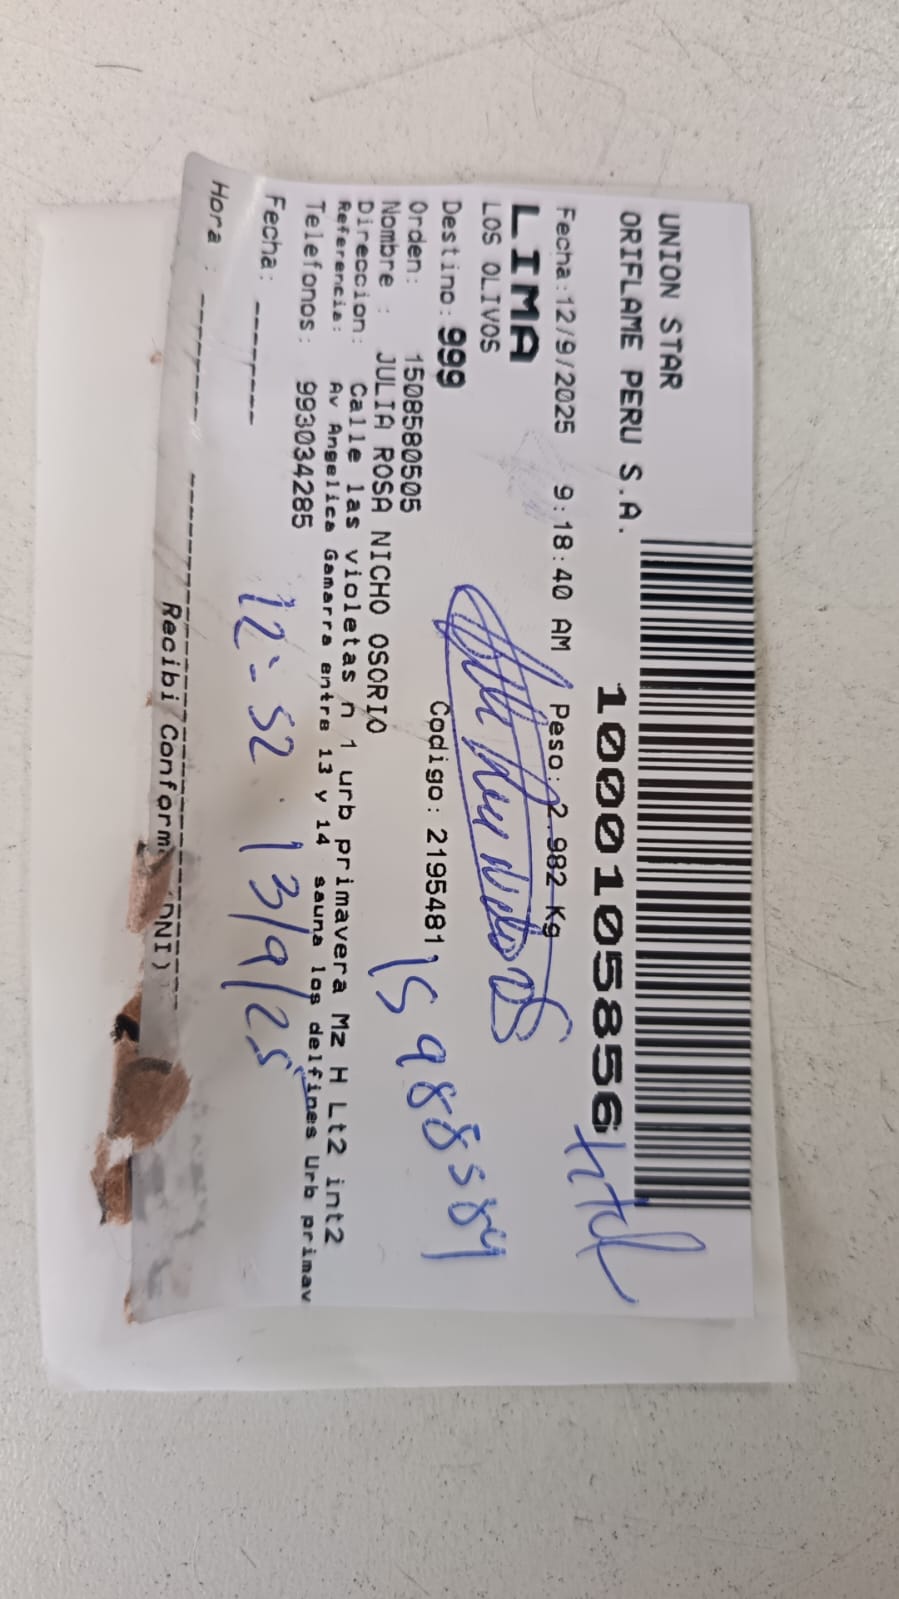 UNION STAR
ORIFLAME PERU S.A.
10001058566
Fecha:12/9/2025 9:18:40 AM Peso: 2.982 Kg
LIMA
LOS OLIVOS
Destino: 999
Orden: 1508580505 Codigo: 2195481
15988584
Nombre : JULIA ROSA NICHO OSORIO
Direccion: Calle las violetas n 1 urb primavera Mz H Lt2 int2
Referencia: Av Angelica Gamarra entre 13 y 14 sauna los delfines Urb primav
Telefonos: 993034285
Fecha: -------
12-52. 13/9/25
Hora : -------
Recibi Conforme (DNI)